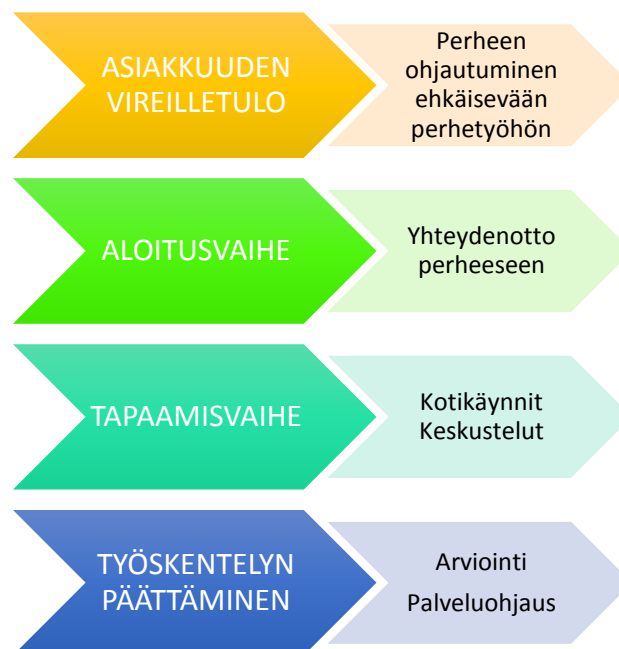 ASIAKKUUDEN
VIREILLETULO
Perheen
ohjautuminen
ehkäisevään
perhetyöhön
ALOITUSVAIHE
Yhteydenotto
perheeseen
TAPAAMISVAIHE
Kotikäynnit
Keskustelut
TYÖSKENTELYN
PÄÄTTÄMINEN
Arviointi
Palveluohjaus